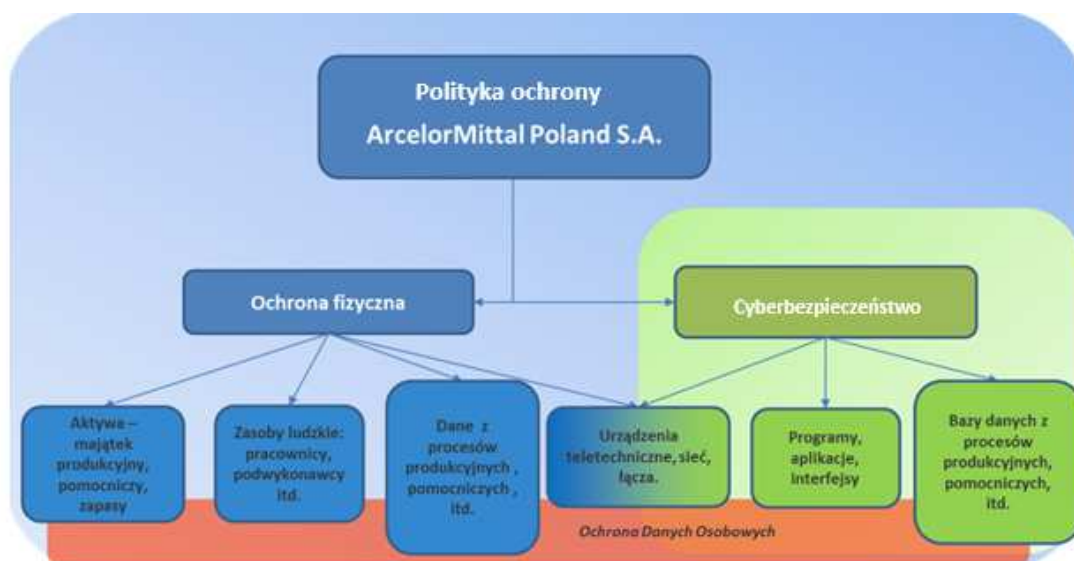 Polityka ochrony
ArcelorMittal Poland S.A.
Ochrona fizyczna
Cyberbezpieczeństwo
Aktywa –
majątek
produkcyjny,
pomocniczy,
zapasy
Zasoby ludzkie:
pracownicy,
podwykonawcy
itd.
Dane z
procesów
produkcyjnych ,
pomocniczych ,
itd.
Urządzenia
teletechniczne, sieć,
łącza.
Programy,
aplikacje,
interfejsy
Bazy danych z
procesów
produkcyjnych,
pomocniczych,
itd.
Ochrona Danych Osobowych